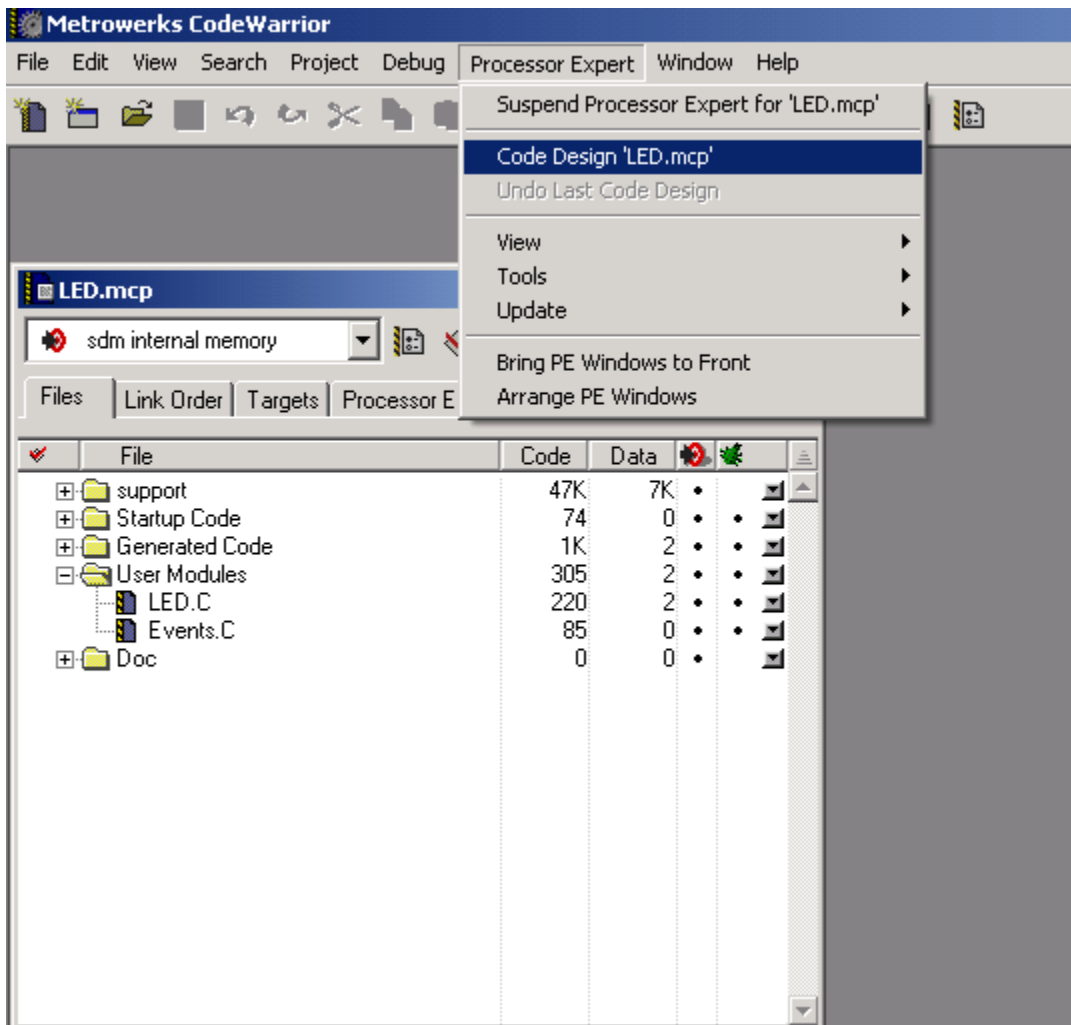 Metrowerks CodeWarrior
File Edit View Search Project Debug Processor Expert Window Help
Suspend Processor Expert for 'LED.mcp'
Code Design 'LED.mcp'
Undo Last Code Design
View
Tools
Update
Bring PE Windows to Front
Arrange PE Windows
LED.mcp
sdm internal memory
Files Link Order Targets Processor E
File Code Data
support 47K 7K
Startup Code 74 0
Generated Code 1K 2
User Modules 305 2
LED.C 220 2
Events.C 85 0
Doc 0 0